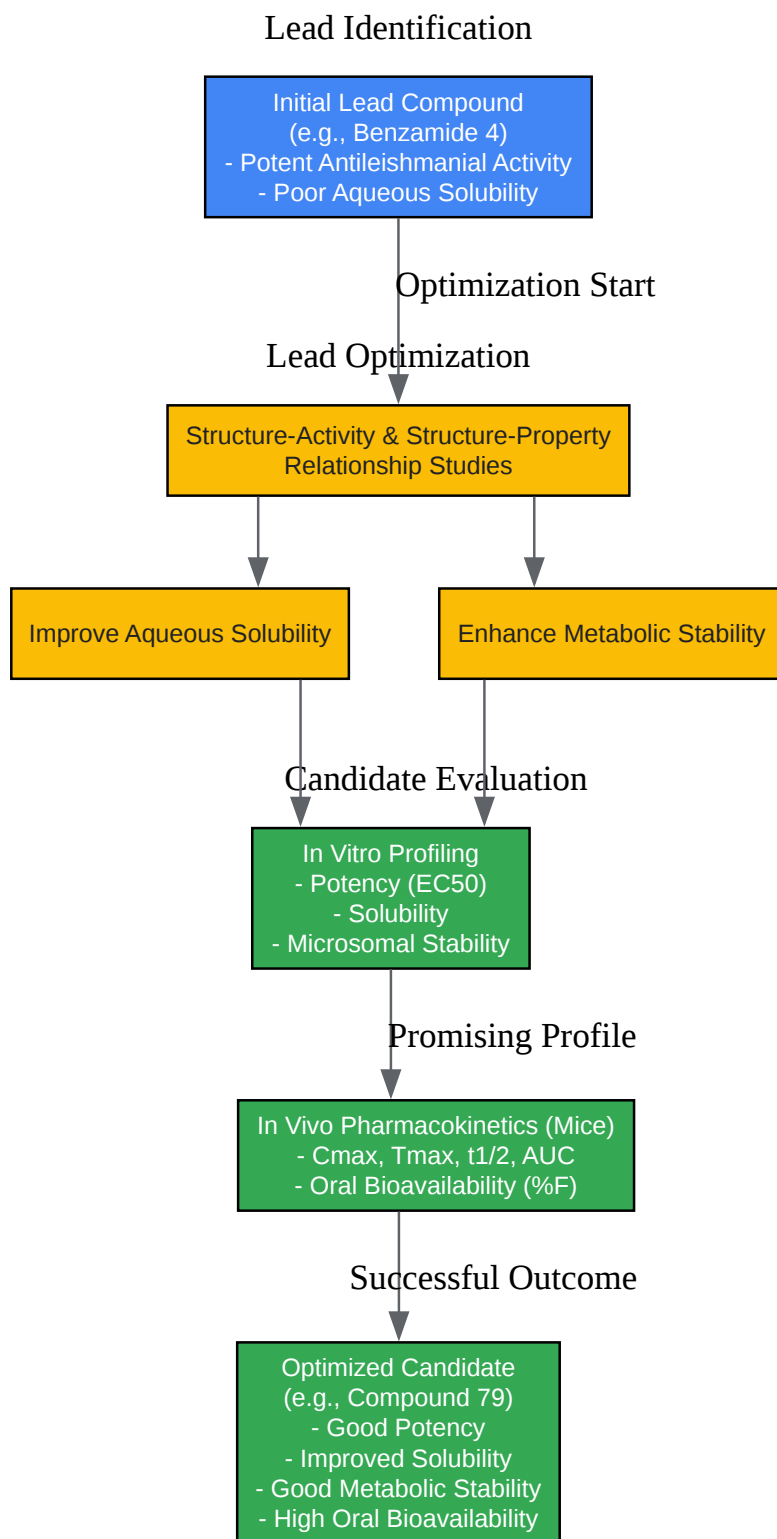 Lead Identification
Initial Lead Compound
(e.g., Benzamide 4)
- Potent Antileishmanial Activity
- Poor Aqueous Solubility
Optimization Start
Lead Optimization
Structure-Activity & Structure-Property
Relationship Studies
Improve Aqueous Solubility
Enhance Metabolic Stability
Candidate Evaluation
In Vitro Profiling
- Potency (EC50)
- Solubility
- Microsomal Stability
Promising Profile
In Vivo Pharmacokinetics (Mice)
- Cmax, Tmax, t1/2, AUC
- Oral Bioavailability (%F)
Successful Outcome
Optimized Candidate
(e.g., Compound 79)
- Good Potency
- Improved Solubility
- Good Metabolic Stability
- High Oral Bioavailability